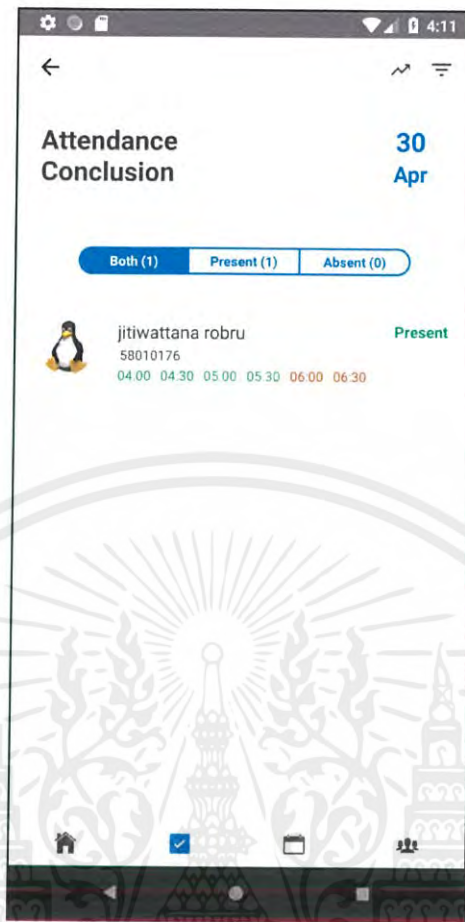 4:11
Attendance
Conclusion
30
Apr
Both (1) Present (1) Absent (0)
jitiwattana robru Present
58010176
04:00 04:30 05:00 05:30 06:00 06:30